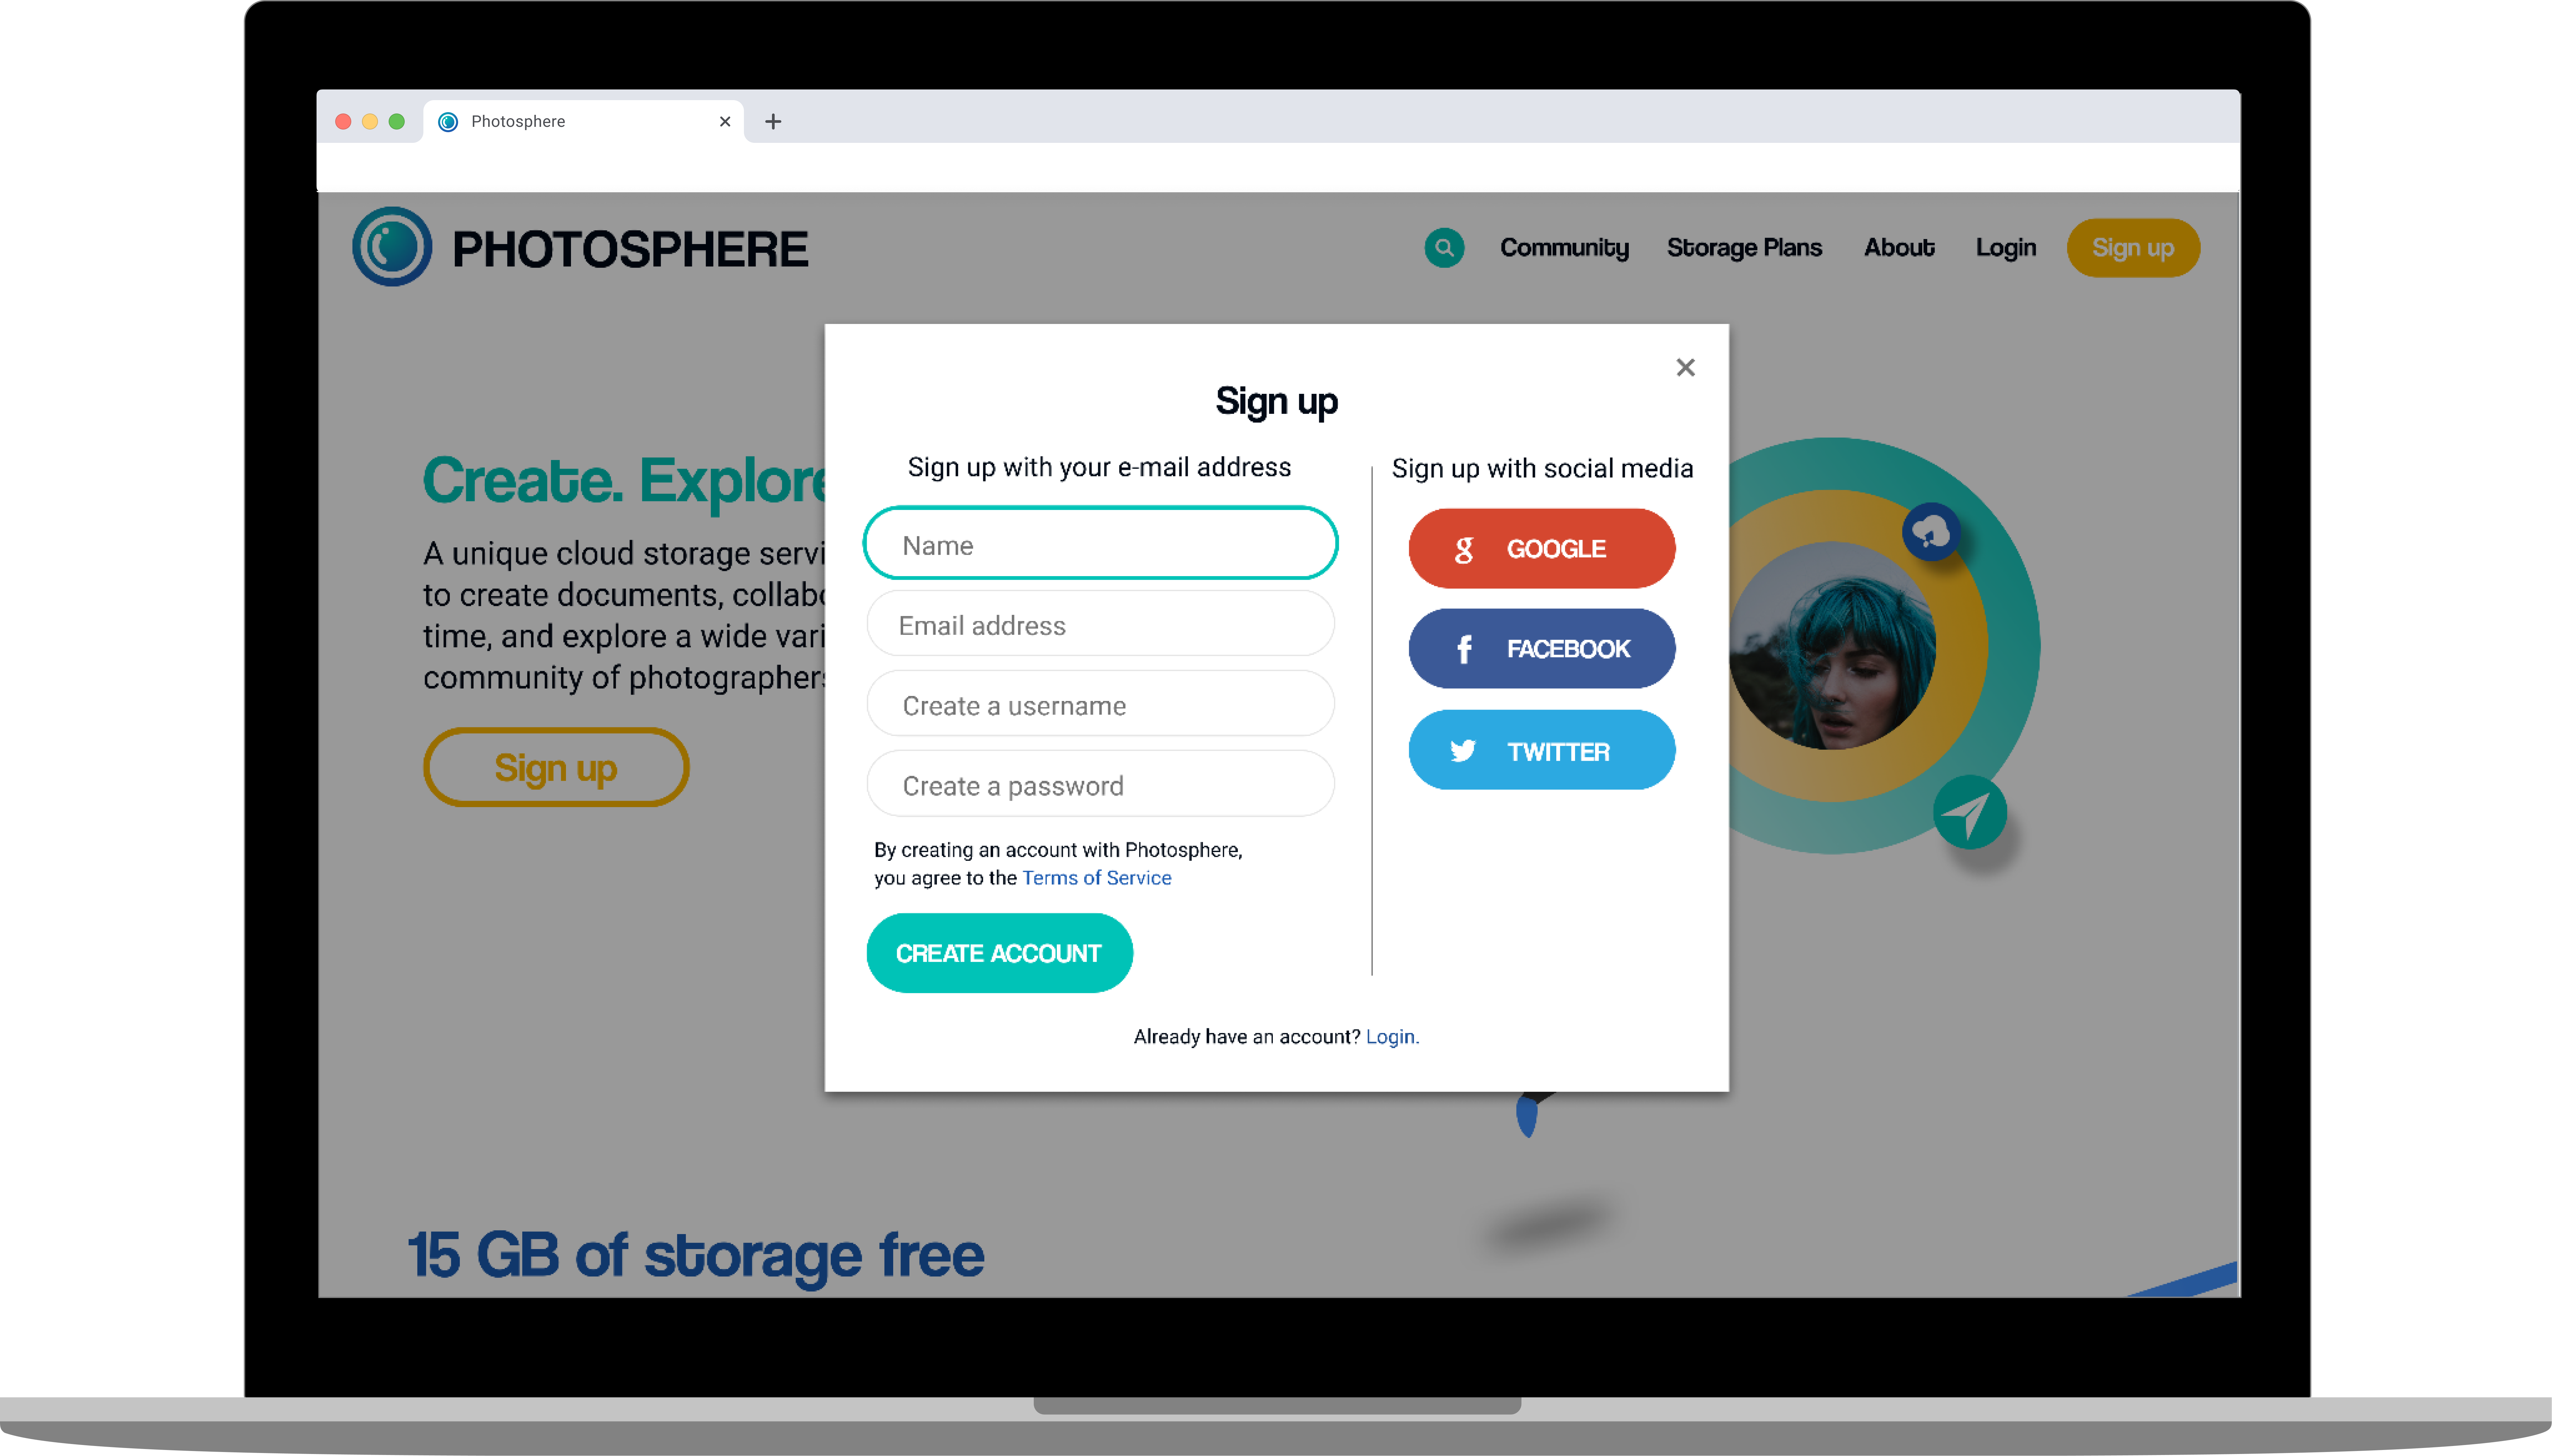 Photosphere
PHOTOSPHERE
Community
Storage Plans
About
Login
Sign up
Create. Explore
A unique cloud storage servi
to create documents, collabo
time, and explore a wide vari
community of photographers
Sign up
Sign up
Sign up with your e-mail address
Name
Email address
Create a username
Create a password
By creating an account with Photosphere,
you agree to the Terms of Service
CREATE ACCOUNT
Sign up with social media
g GOOGLE
f FACEBOOK
TWITTER
Already have an account? Login.
15 GB of storage free